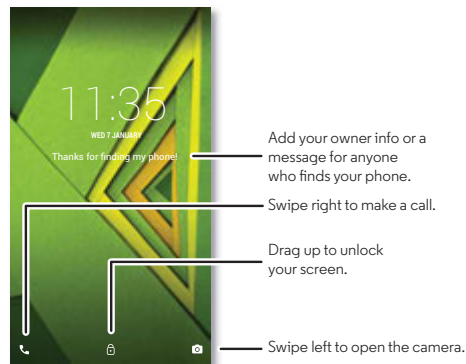 11:35
WED 7 JANUARY
Thanks for finding my phone!
Add your owner info or a
message for anyone
who finds your phone.
Swipe right to make a call.
Drag up to unlock
your screen.
Swipe left to open the camera.